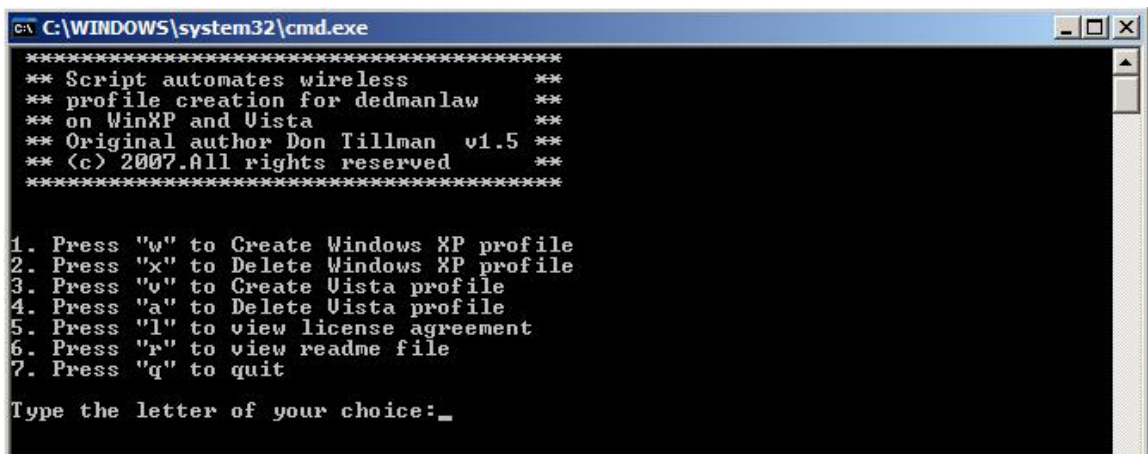 C:\WINDOWS\system32\cmd.exe
****************************************
** Script automates wireless         **
** profile creation for dedmanlaw    **
** on WinXP and Vista                **
** Original author Don Tillman  v1.5 **
** (c) 2007.All rights reserved      **
****************************************
1. Press "w" to Create Windows XP profile
2. Press "x" to Delete Windows XP profile
3. Press "v" to Create Vista profile
4. Press "a" to Delete Vista profile
5. Press "l" to view license agreement
6. Press "r" to view readme file
7. Press "q" to quit
Type the letter of your choice:_